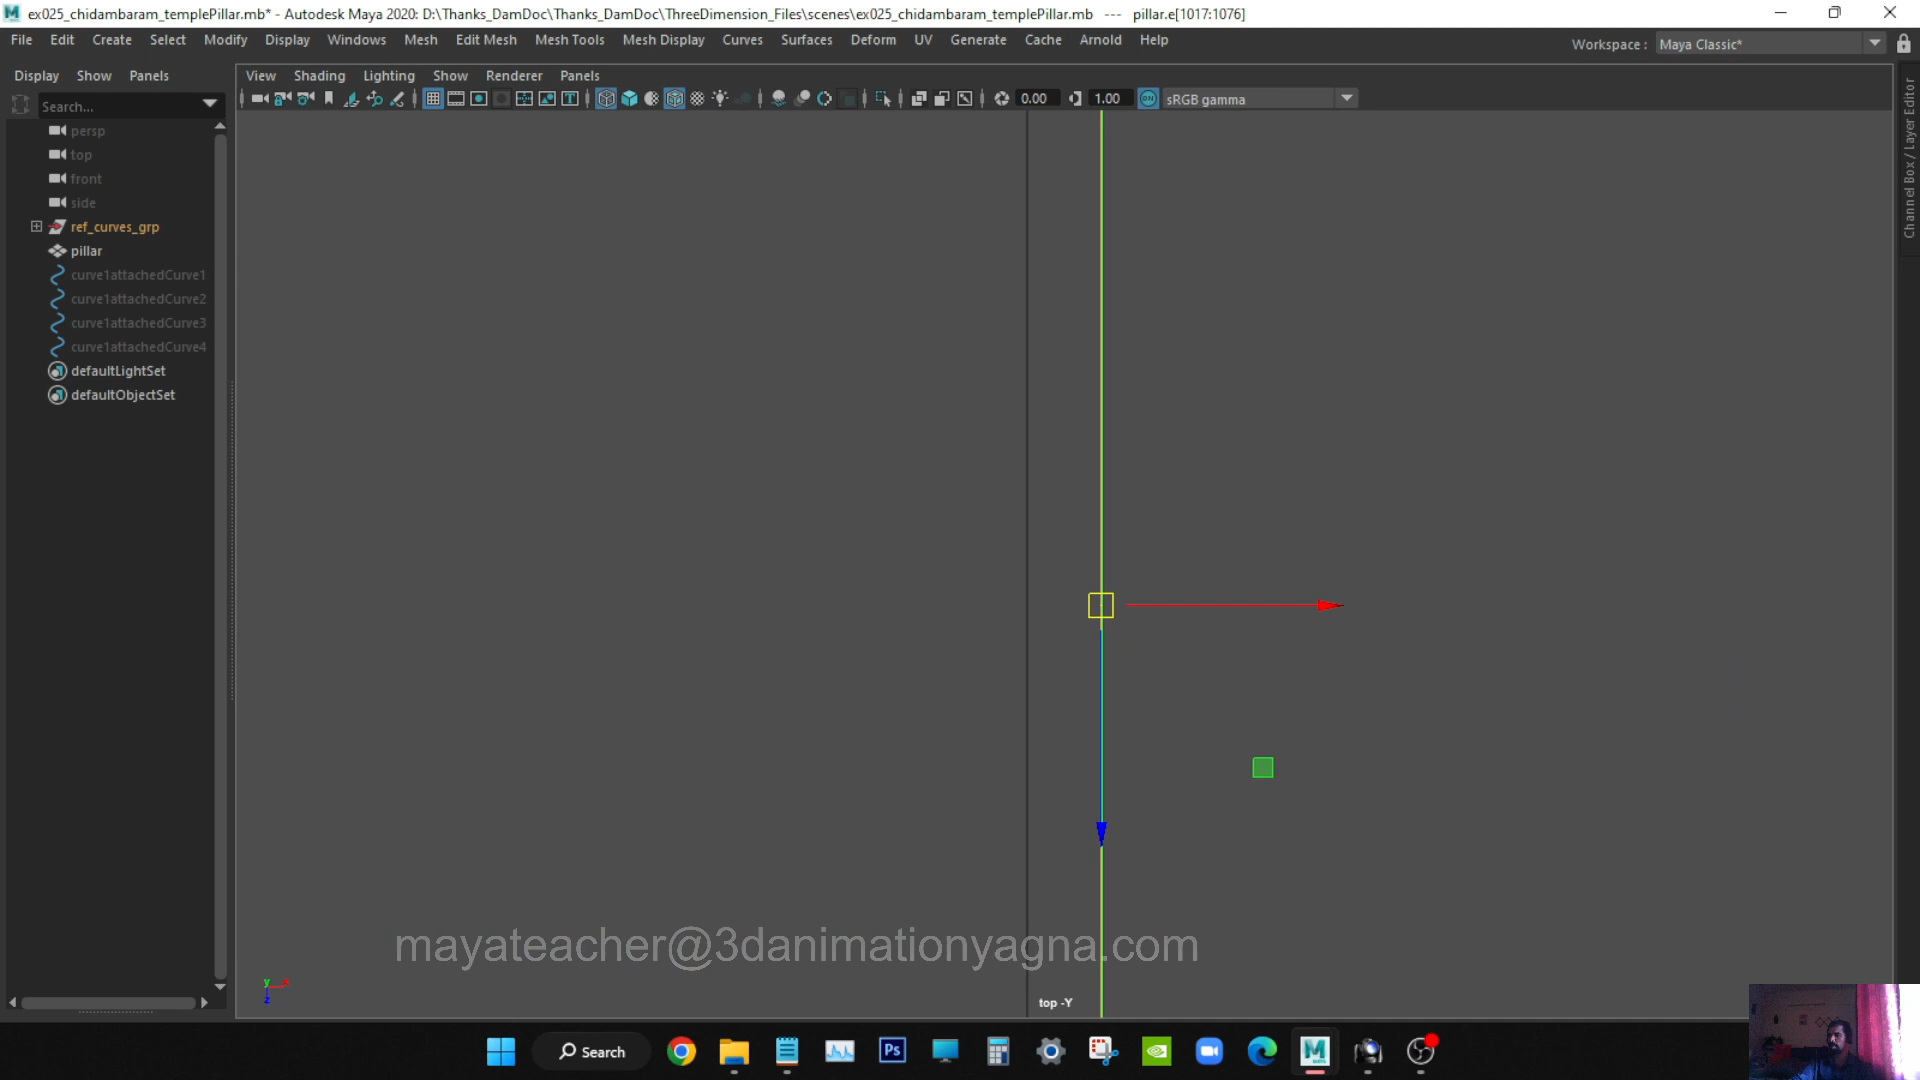 ex025_chidambaram_templePillar.mb* - Autodesk Maya 2020: D:\Thanks_DamDoc\Thanks_DamDoc\ThreeDimension_Files\scenes\ex025_chidambaram_templePillar.mb --- pillar.e[1017:1076]
File Edit Create Select Modify Display Windows Mesh Edit Mesh Mesh Tools Mesh Display Curves Surfaces Deform UV Generate Cache Arnold Help
Workspace : Maya Classic*
Display Show Panels
View Shading Lighting Show Renderer Panels
Search...
0.00 1.00 ON sRGB gamma
persp
top
front
side
ref_curves_grp
pillar
curve1attachedCurve1
curve1attachedCurve2
curve1attachedCurve3
curve1attachedCurve4
defaultLightSet
defaultObjectSet
Channel Box / Layer Editor
mayateacher@3danimationyagna.com
y x
z
top -Y
Search
Ps
M